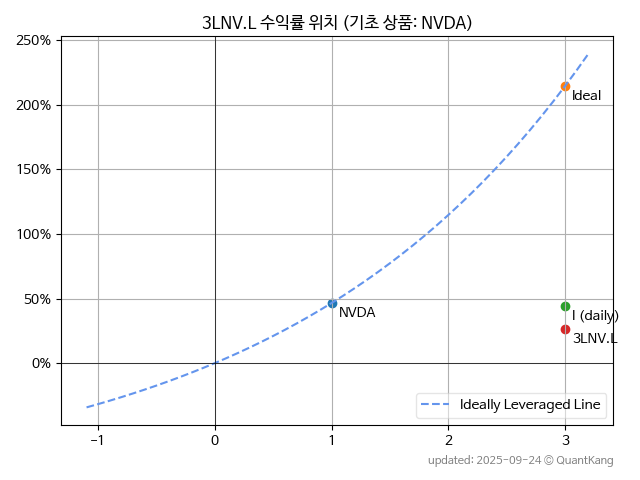 3LNV.L 수익률 위치 (기초 상품: NVDA)
250%
200%
150%
100%
50%
0%
Ideal
NVDA
I (daily)
3LNV.L
Ideally Leveraged Line
−1 0 1 2 3
updated: 2025-09-24 © QuantKang